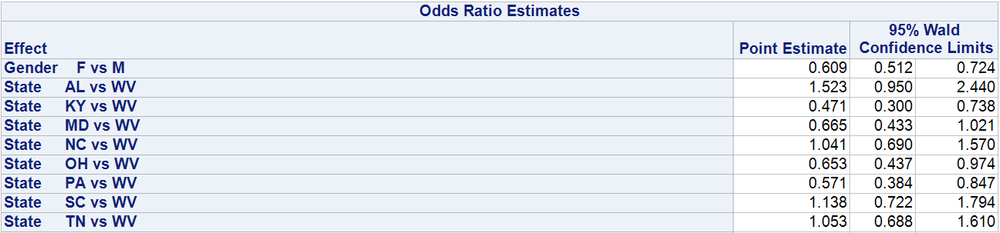 Odds Ratio Estimates
Effect Point Estimate 95% Wald
Confidence Limits
Gender F vs M 0.609 0.512 0.724
State AL vs WV 1.523 0.950 2.440
State KY vs WV 0.471 0.300 0.738
State MD vs WV 0.665 0.433 1.021
State NC vs WV 1.041 0.690 1.570
State OH vs WV 0.653 0.437 0.974
State PA vs WV 0.571 0.384 0.847
State SC vs WV 1.138 0.722 1.794
State TN vs WV 1.053 0.688 1.610